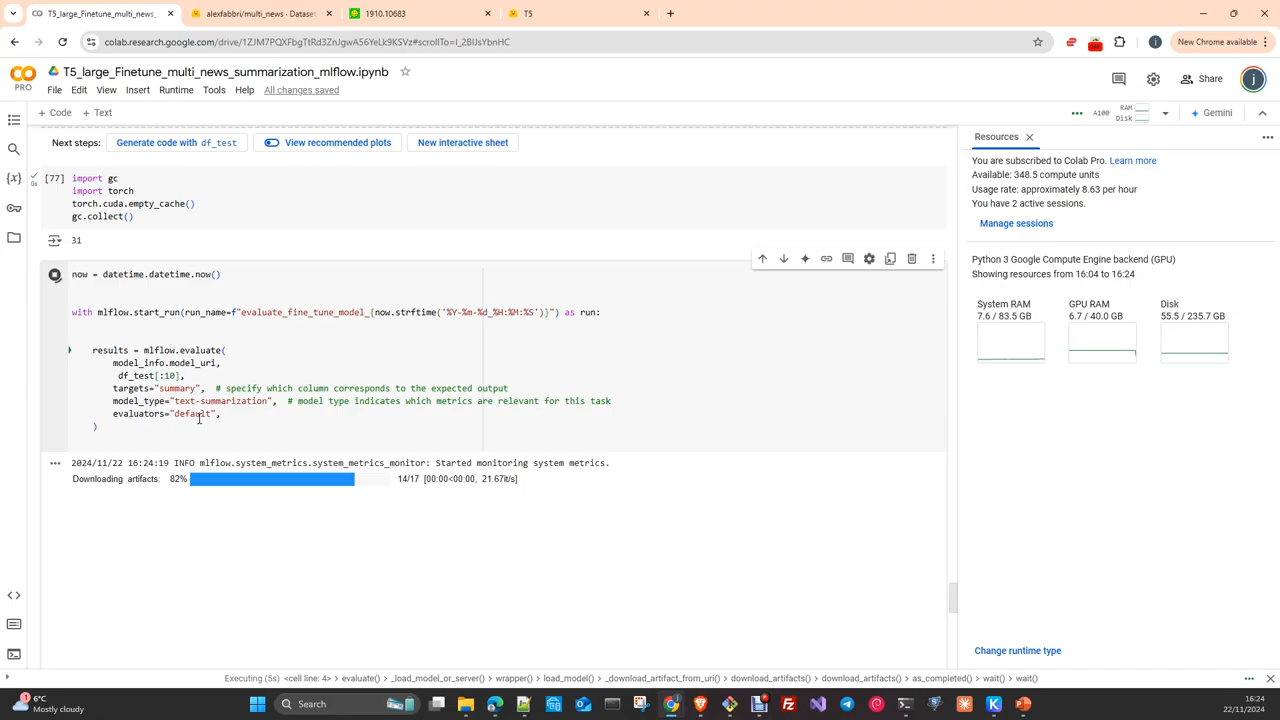 T5_large_Finetune_multi_news_
alexfabbri/multi_news · Datase
1910.10683
T5
colab.research.google.com/drive/1ZJM7PQXFbgTtRd3ZnJgwA56YeLk9KSVz#scrollTo=I_2BlJsYbnHC
New Chrome available
T5_large_Finetune_multi_news_summarization_mlflow.ipynb
PRO
File Edit View Insert Runtime Tools Help All changes saved
Share
+ Code + Text
A100
RAM
Disk
Gemini
Next steps: Generate code with df_test View recommended plots New interactive sheet
[77] import gc
0s
import torch
torch.cuda.empty_cache()
gc.collect()
31
now = datetime.datetime.now()
with mlflow.start_run(run_name=f"evaluate_fine_tune_model_{now.strftime('%Y-%m-%d_%H:%M:%S')}") as run:
results = mlflow.evaluate(
model_info.model_uri,
df_test[:10],
targets="summary", # specify which column corresponds to the expected output
model_type="text-summarization", # model type indicates which metrics are relevant for this task
evaluators="default",
)
2024/11/22 16:24:19 INFO mlflow.system_metrics.system_metrics_monitor: Started monitoring system metrics.
Downloading artifacts: 82% 14/17 [00:00<00:00, 21.67it/s]
Resources
You are subscribed to Colab Pro. Learn more
Available: 348.5 compute units
Usage rate: approximately 8.63 per hour
You have 2 active sessions.
Manage sessions
Python 3 Google Compute Engine backend (GPU)
Showing resources from 16:04 to 16:24
System RAM GPU RAM Disk
7.6 / 83.5 GB 6.7 / 40.0 GB 55.5 / 235.7 GB
Change runtime type
Executing (5s) <cell line: 4> evaluate() _load_model_or_server() wrapper() load_model() _download_artifact_from_uri() download_artifacts() download_artifacts() as_completed() wait() wait()
6°C
Mostly cloudy
Search
16:24
22/11/2024